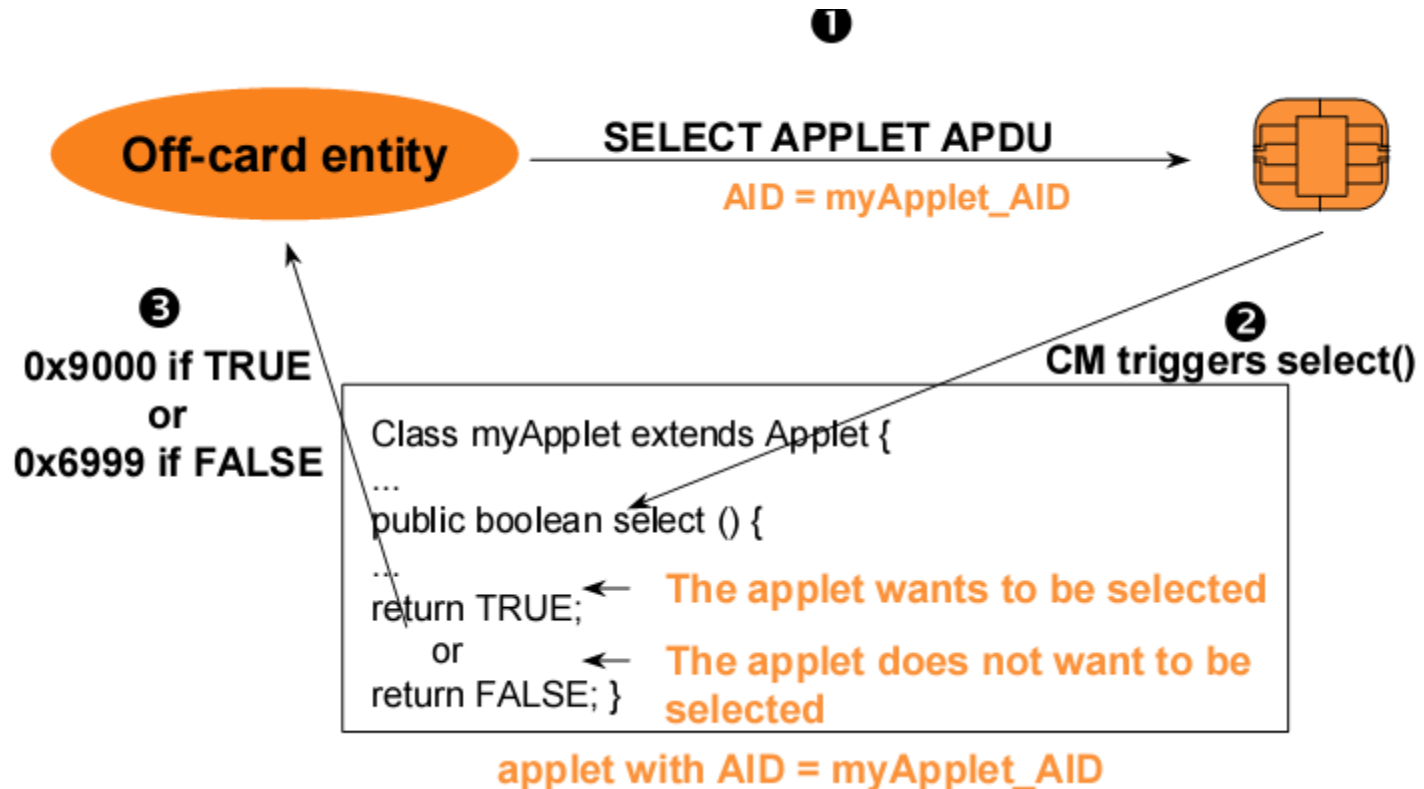 ❶
Off-card entity
SELECT APPLET APDU
AID = myApplet_AID
❸
0x9000 if TRUE
or
0x6999 if FALSE
❷
CM triggers select()
Class myApplet extends Applet {
...
public boolean select () {
...
return TRUE;
The applet wants to be selected
or
return FALSE; }
The applet does not want to be
selected
applet with AID = myApplet_AID